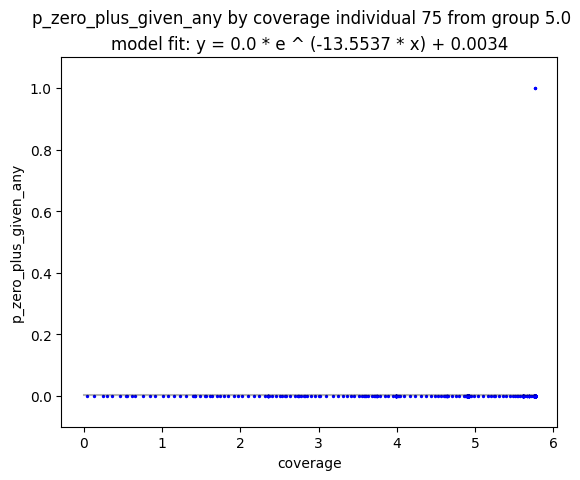 p_zero_plus_given_any by coverage individual 75 from group 5.0
model fit: y = 0.0 * e ^ (-13.5537 * x) + 0.0034
1.0
0.8
0.6
0.4
0.2
0.0
p_zero_plus_given_any
0 1 2 3 4 5 6
coverage